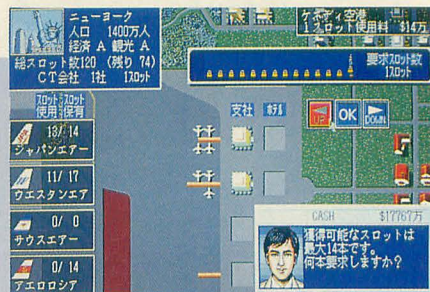 ニューヨーク
人口 1400万人
経済 A 観光 A
総スロット数120 (残り 74)
CT会社 1社 1スロット
ケネディ空港
1スロット使用料 $14万
要求スロット数
1スロット
スロット スロット
使用 保有
13/ 14
ジャパンエアー
11/ 17
ウエスタンエア
0/ 0
サウスエアー
0/ 14
アエロロシア
支社 ホテル
UP OK DOWN
CASH $17767万
獲得可能なスロットは
最大14本です。
何本要求しますか?